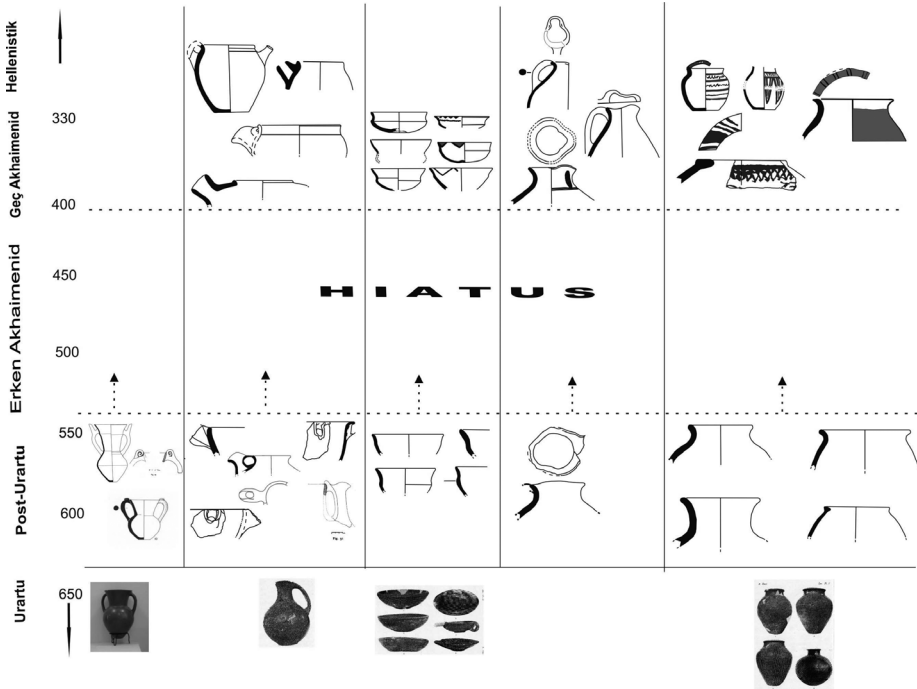 Hellenistik
330
Geç Akhaimenid
400
450
HIATUS
Erken Akhaimenid
500
550
Post-Urartu
600
Urartu
650